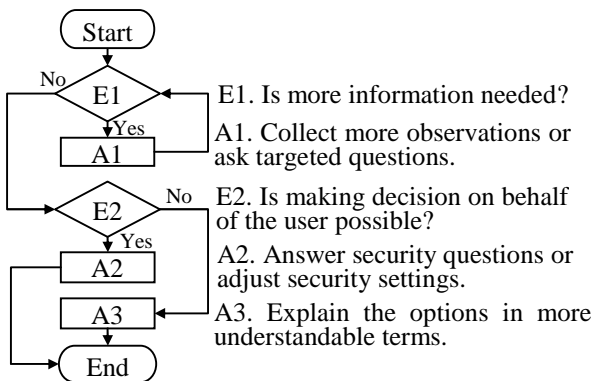 Start
No
E1
E1. Is more information needed?
Yes
A1
A1. Collect more observations or
ask targeted questions.
E2
No
E2. Is making decision on behalf
of the user possible?
Yes
A2
A2. Answer security questions or
adjust security settings.
A3
A3. Explain the options in more
understandable terms.
End